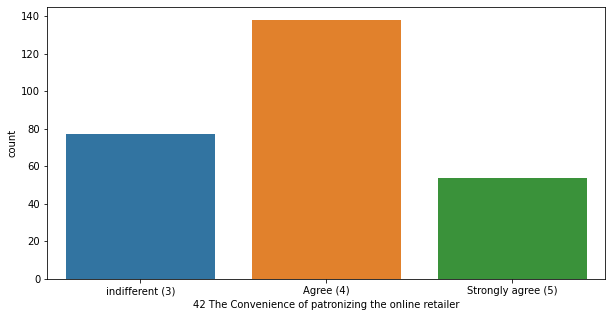 140
120
100
80
60
40
20
0
count
indifferent (3) Agree (4) Strongly agree (5)
42 The Convenience of patronizing the online retailer